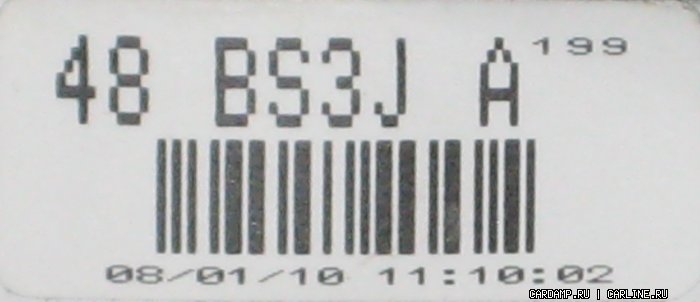 48 BS3J A 199
08/01/10 11:10:02
CARDAMP.RU | CARLINE.RU